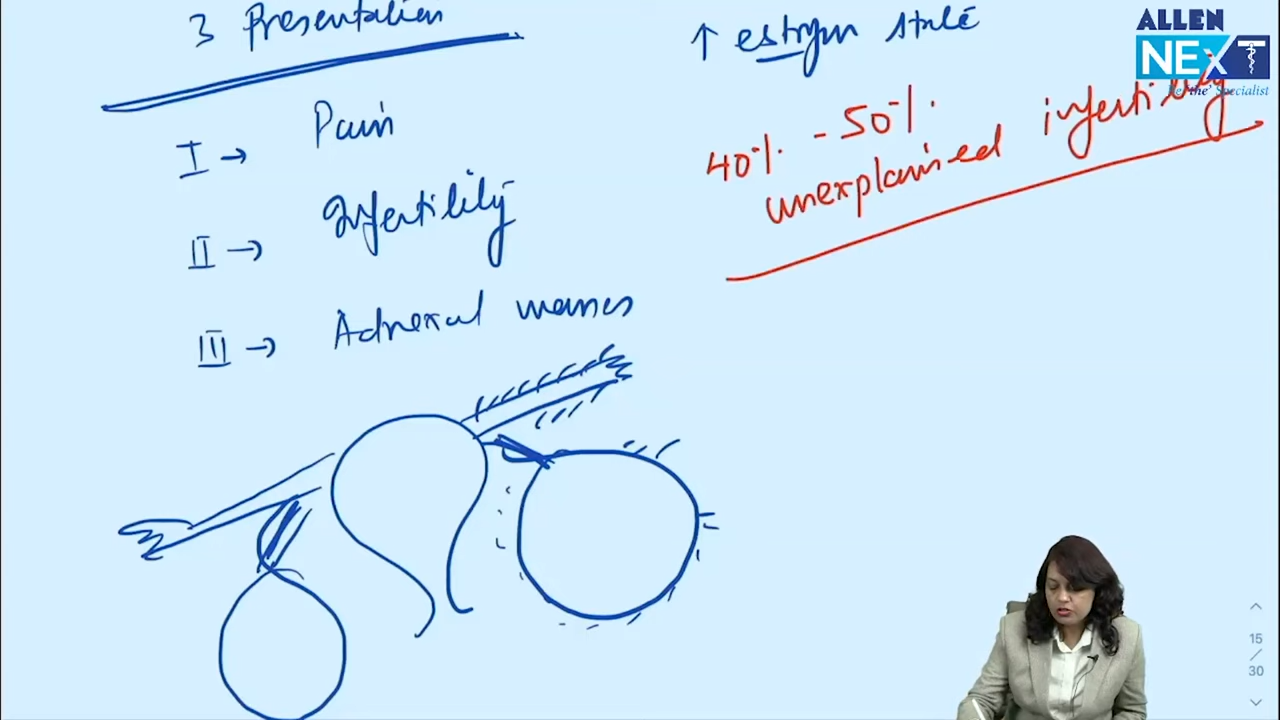 3 Presentation
I → Pain
II → Infertility
III → Adnexal masses
↑ estrogen state
40% - 50%
unexplained infertility
ALLEN
NEXT
Be 'the' Specialist
15
/
30